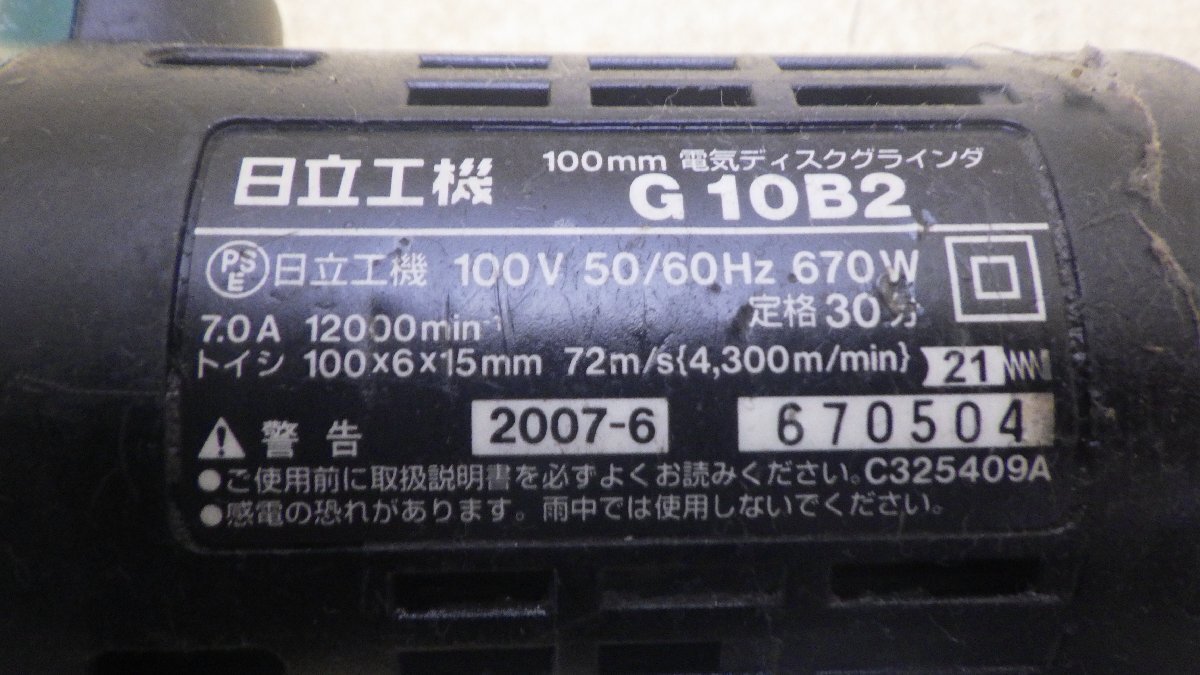 日立工機 100mm 電気ディスクグラインダ
G 10B2
PSE 日立工機 100V 50/60Hz 670W
定格30分
7.0A 12000min⁻¹
トイシ 100×6×15mm 72m/s{4,300m/min} 21
⚠警告 2007-6 670504
●ご使用前に取扱説明書を必ずよくお読みください。C325409A
●感電の恐れがあります。雨中では使用しないでください。